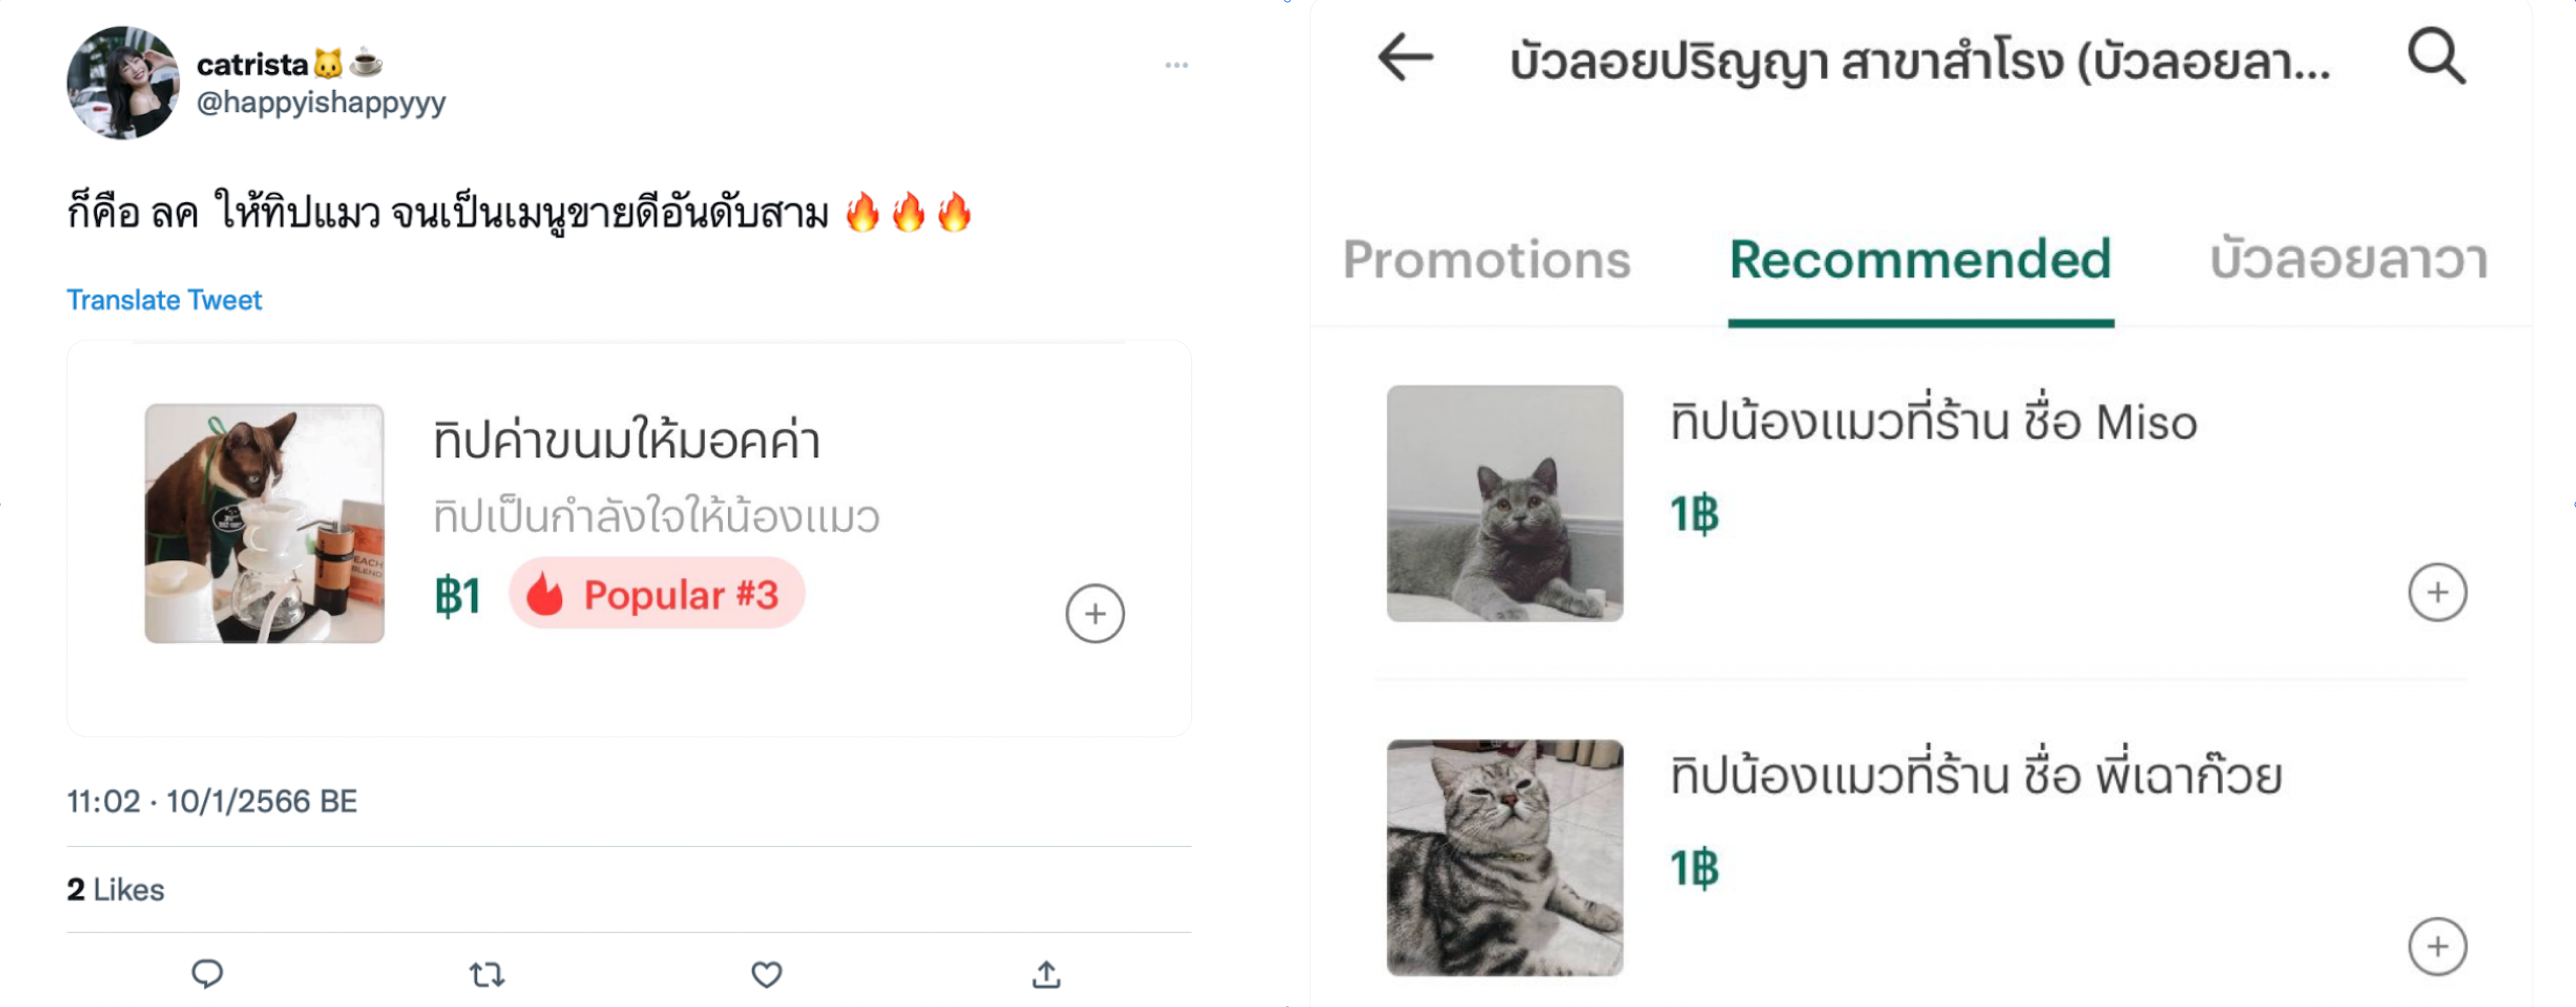 catrista🐱☕
@happyishappyyy
ก็คือ ลค ให้ทิปแมว จนเป็นเมนูขายดีอันดับสาม 🔥🔥🔥
Translate Tweet
ทิปค่าขนมให้มอคค่า
ทิปเป็นกำลังใจให้น้องแมว
฿1 Popular #3
11:02 · 10/1/2566 BE
2 Likes
บัวลอยปริญญา สาขาสำโรง (บัวลอยลา...
Promotions Recommended บัวลอยลาวา
ทิปน้องแมวที่ร้าน ชื่อ Miso
1฿
ทิปน้องแมวที่ร้าน ชื่อ พี่เฉาก๊วย
1฿